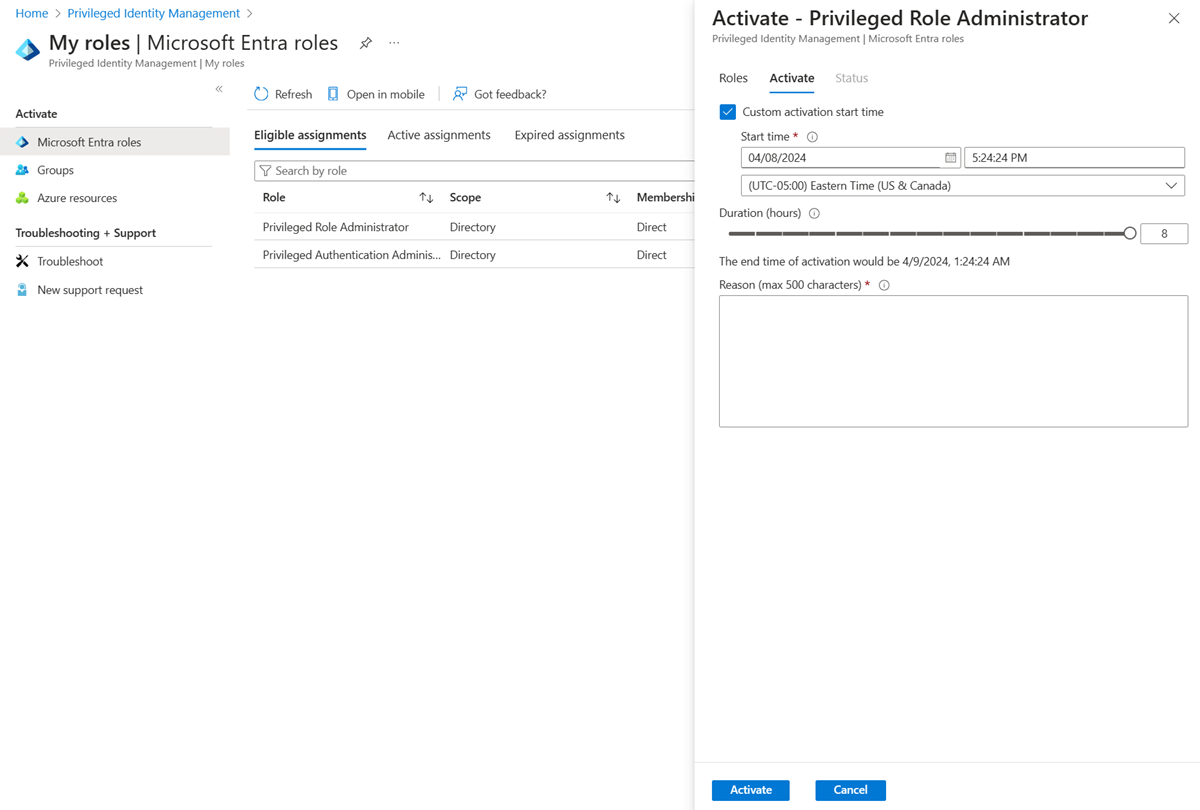 Home > Privileged Identity Management >
My roles | Microsoft Entra roles
Privileged Identity Management | My roles
Activate
Microsoft Entra roles
Groups
Azure resources
Troubleshooting + Support
Troubleshoot
New support request
Refresh Open in mobile Got feedback?
Eligible assignments Active assignments Expired assignments
Search by role
Role Scope Membershi
Privileged Role Administrator Directory Direct
Privileged Authentication Adminis... Directory Direct
Activate - Privileged Role Administrator
Privileged Identity Management | Microsoft Entra roles
Roles Activate Status
Custom activation start time
Start time *
04/08/2024 5:24:24 PM
(UTC-05:00) Eastern Time (US & Canada)
Duration (hours)
8
The end time of activation would be 4/9/2024, 1:24:24 AM
Reason (max 500 characters) *
Activate Cancel